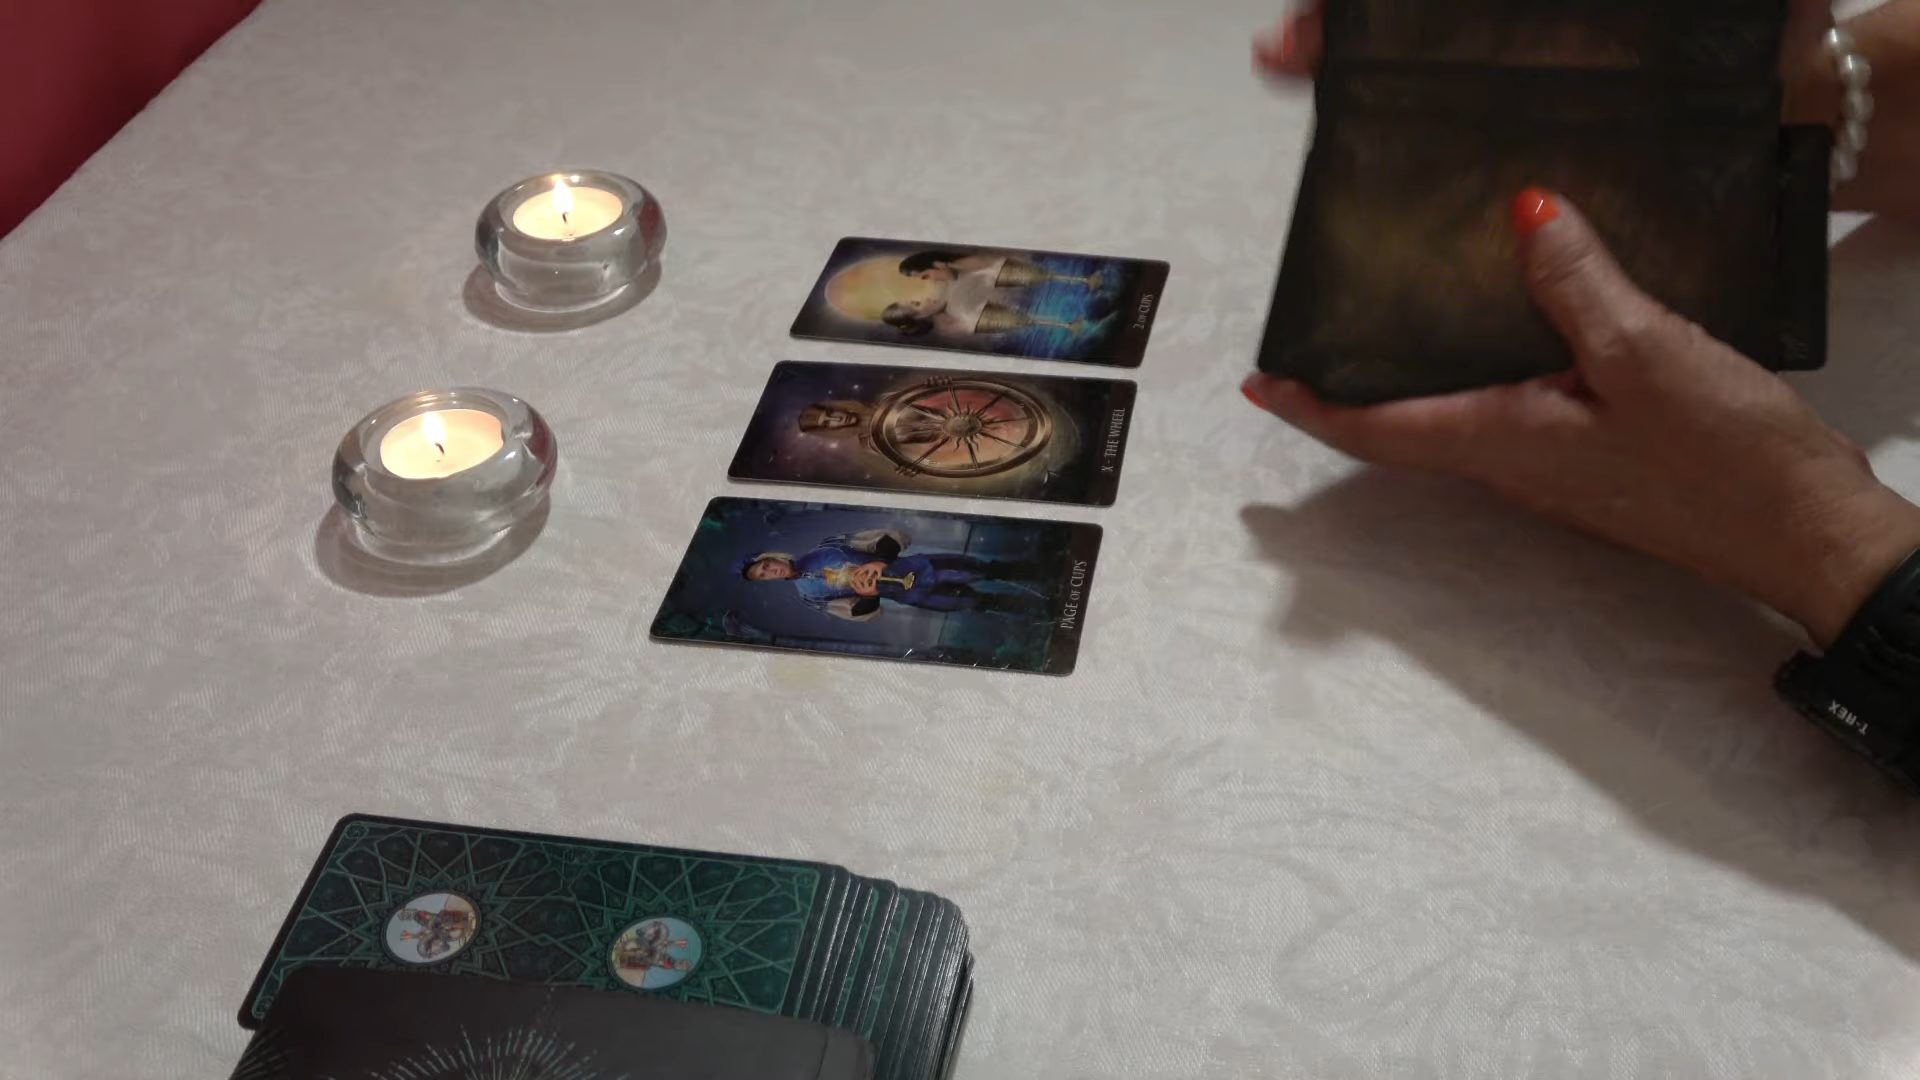 2 OF CUPS
X - THE WHEEL
PAGE OF CUPS
T-REX